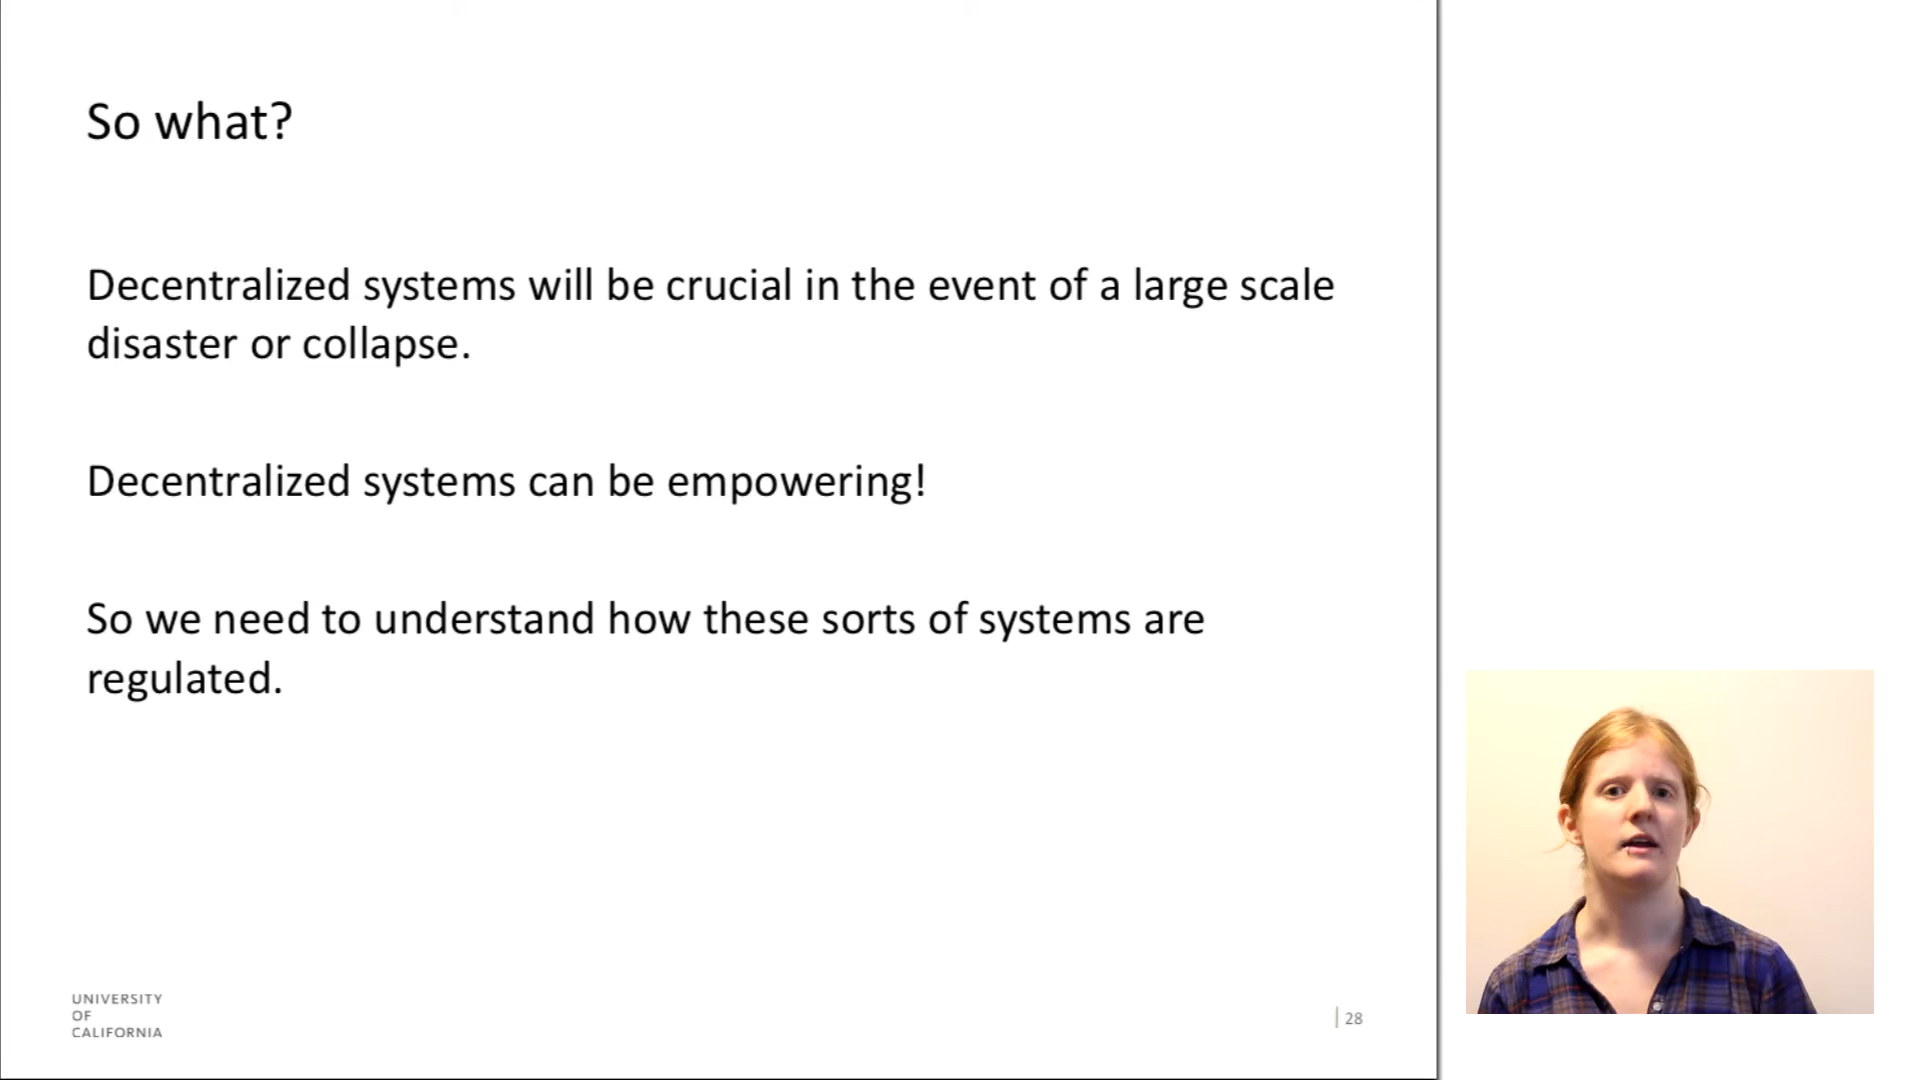 So what?
Decentralized systems will be crucial in the event of a large scale
disaster or collapse.
Decentralized systems can be empowering!
So we need to understand how these sorts of systems are
regulated.
UNIVERSITY
OF
CALIFORNIA
28